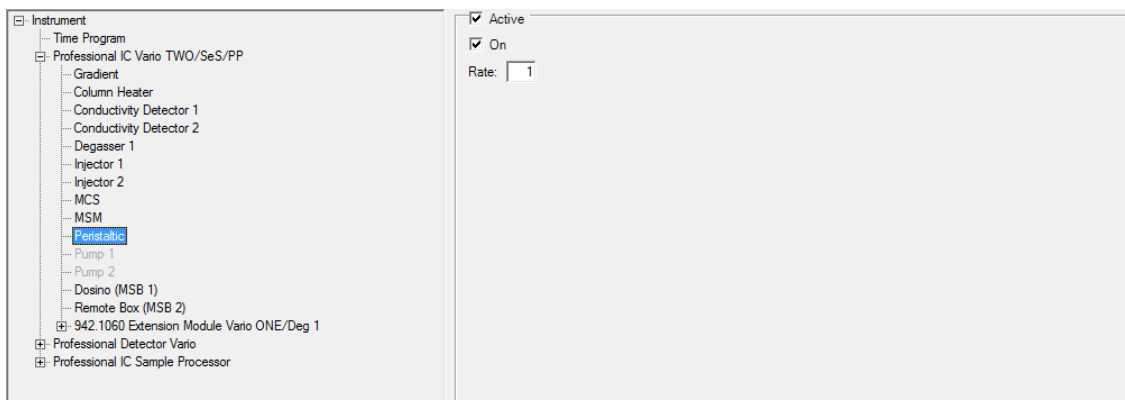 Instrument
Time Program
Professional IC Vario TWO/SeS/PP
Gradient
Column Heater
Conductivity Detector 1
Conductivity Detector 2
Degasser 1
Injector 1
Injector 2
MCS
MSM
Peristaltic
Pump 1
Pump 2
Dosino (MSB 1)
Remote Box (MSB 2)
942.1060 Extension Module Vario ONE/Deg 1
Professional Detector Vario
Professional IC Sample Processor
Active
On
Rate: 1